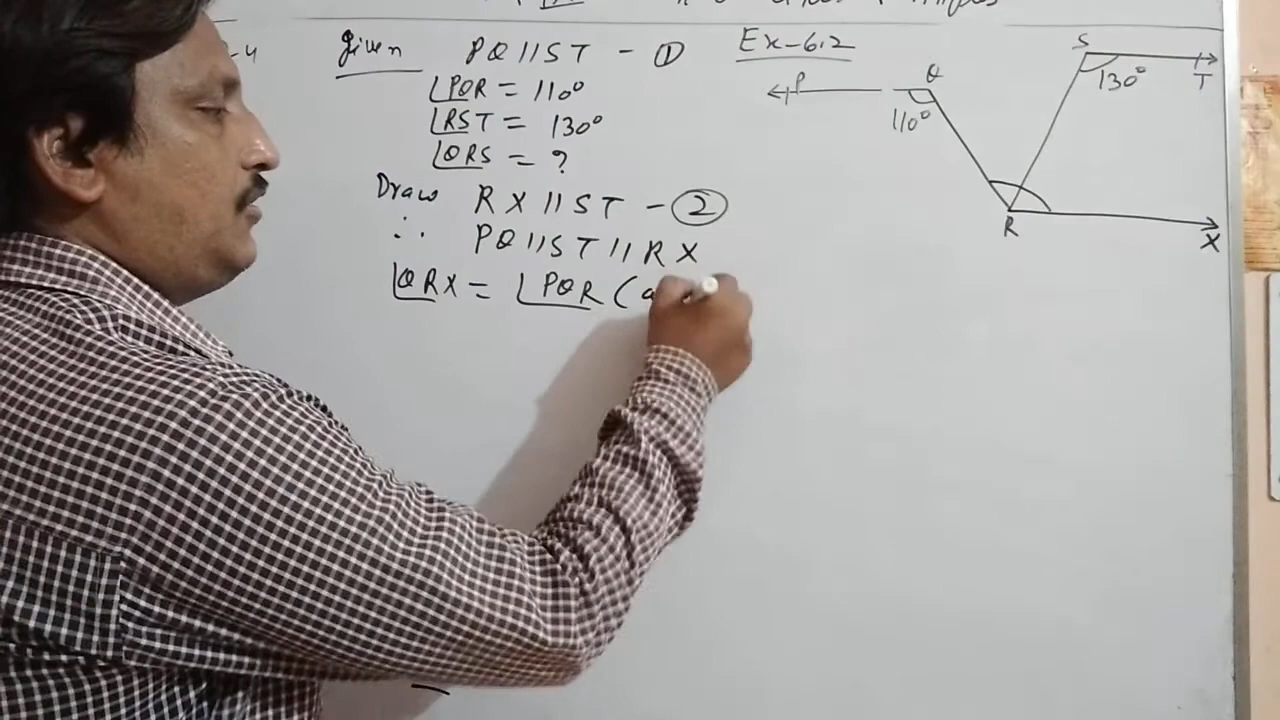 Given PQ || ST - ①
∠PQR = 110°
∠RST = 130°
∠QRS = ?
Draw RX || ST - ②
∴ PQ || ST || RX
∠QRX = ∠PQR (a
Ex-6.2
P
Q
110°
S
130°
T
R
X